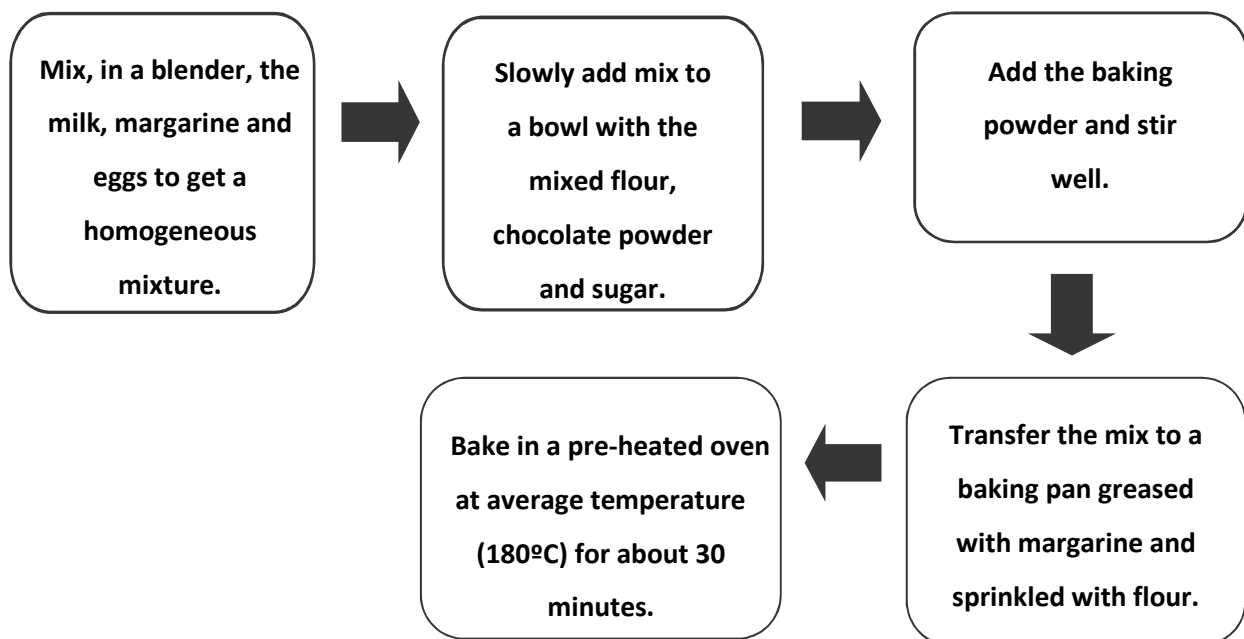 Mix, in a blender, the
milk, margarine and
eggs to get a
homogeneous
mixture.
Slowly add mix to
a bowl with the
mixed flour,
chocolate powder
and sugar.
Add the baking
powder and stir
well.
Transfer the mix to a
baking pan greased
with margarine and
sprinkled with flour.
Bake in a pre-heated oven
at average temperature
(180ºC) for about 30
minutes.